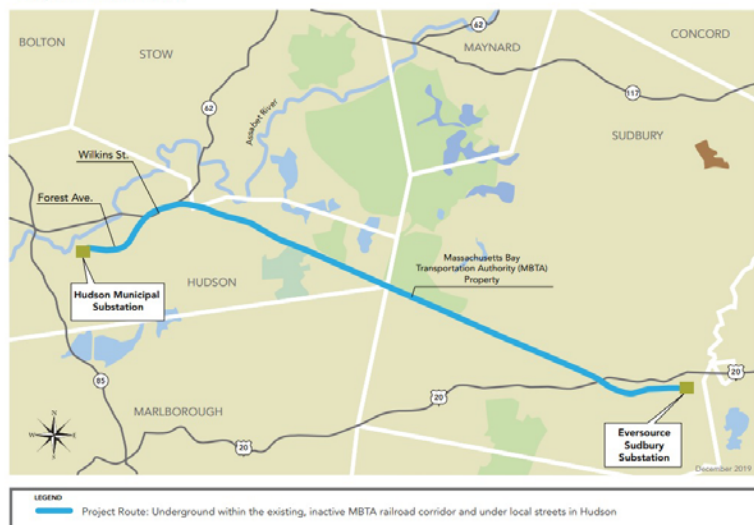 BOLTON
STOW
MAYNARD
CONCORD
62
62
117
Assabet River
SUDBURY
Wilkins St.
Forest Ave.
Massachusetts Bay
Transportation Authority (MBTA)
Property
Hudson Municipal
Substation
HUDSON
85
20
20
20
MARLBOROUGH
N
W
E
S
Eversource
Sudbury
Substation
December 2019
LEGEND
Project Route: Underground within the existing, inactive MBTA railroad corridor and under local streets in Hudson